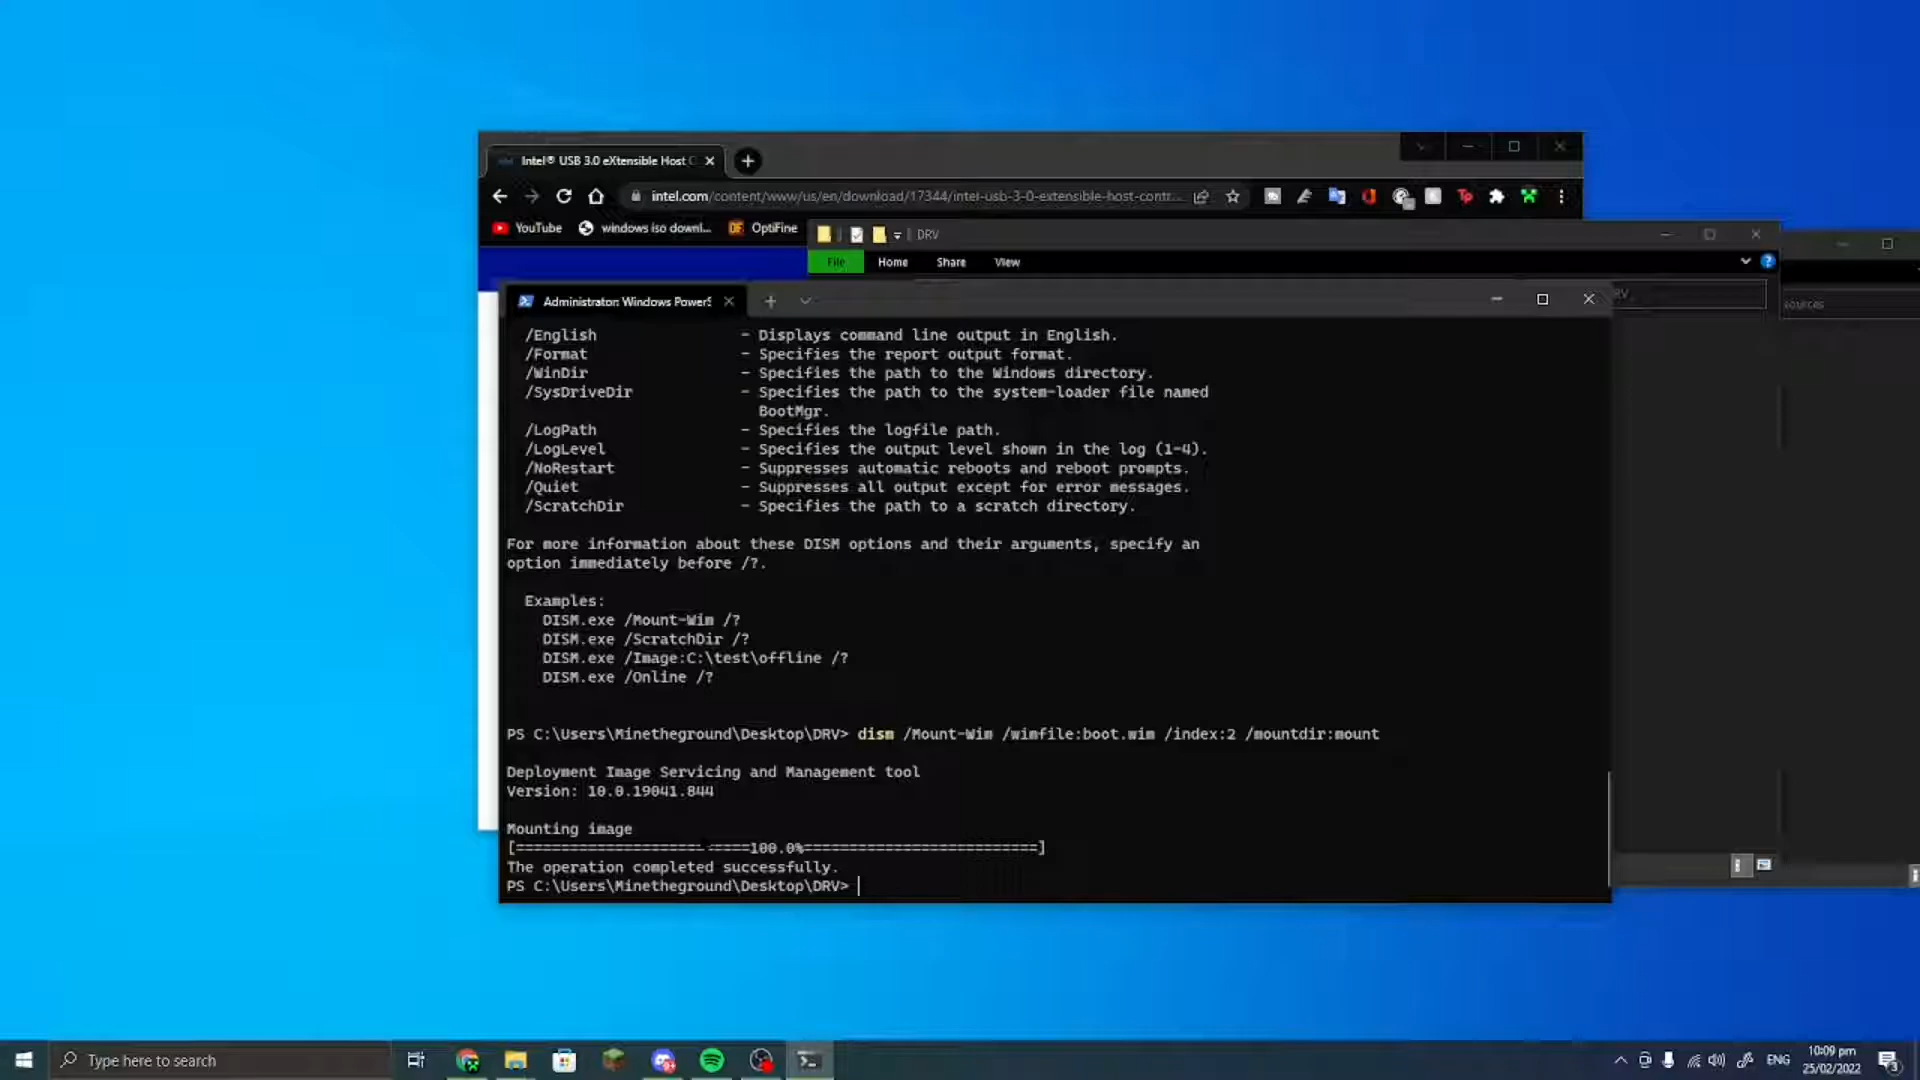 Intel® USB 3.0 eXtensible Host C
intel.com/content/www/us/en/download/17344/intel-usb-3-0-extensible-host-contr...
YouTube
windows iso downl...
OptiFine
DRV
File
Home
Share
View
Administrator: Windows PowerS
/English - Displays command line output in English.
/Format - Specifies the report output format.
/WinDir - Specifies the path to the Windows directory.
/SysDriveDir - Specifies the path to the system-loader file named
BootMgr.
/LogPath - Specifies the logfile path.
/LogLevel - Specifies the output level shown in the log (1-4).
/NoRestart - Suppresses automatic reboots and reboot prompts.
/Quiet - Suppresses all output except for error messages.
/ScratchDir - Specifies the path to a scratch directory.
For more information about these DISM options and their arguments, specify an
option immediately before /?.
Examples:
DISM.exe /Mount-Wim /?
DISM.exe /ScratchDir /?
DISM.exe /Image:C:\test\offline /?
DISM.exe /Online /?
PS C:\Users\Minetheground\Desktop\DRV> dism /Mount-Wim /wimfile:boot.wim /index:2 /mountdir:mount
Deployment Image Servicing and Management tool
Version: 10.0.19041.844
Mounting image
[==========================100.0%==========================]
The operation completed successfully.
PS C:\Users\Minetheground\Desktop\DRV>
Type here to search
ENG
10:09 pm
25/02/2022
3